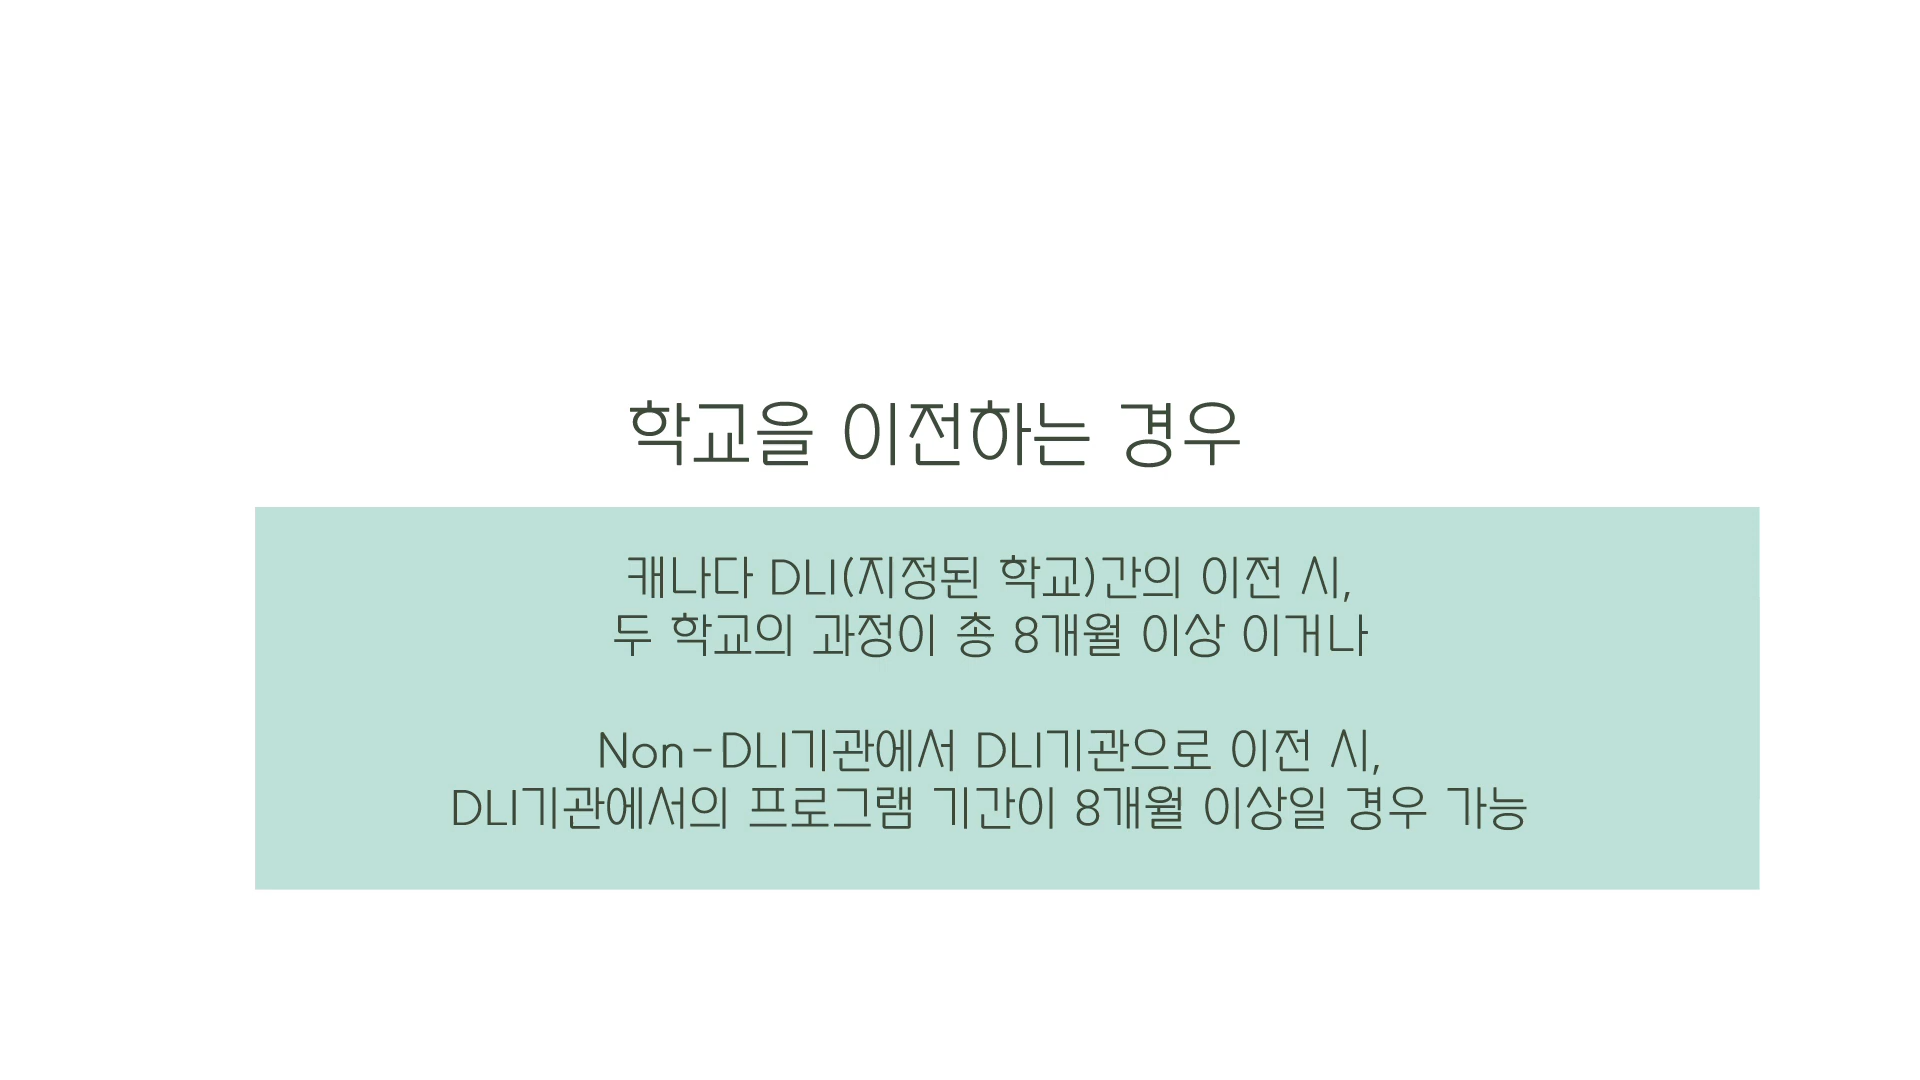 학교을 이전하는 경우
캐나다 DLI(지정된 학교)간의 이전 시,
두 학교의 과정이 총 8개월 이상 이거나
Non-DLI기관에서 DLI기관으로 이전 시,
DLI기관에서의 프로그램 기간이 8개월 이상일 경우 가능